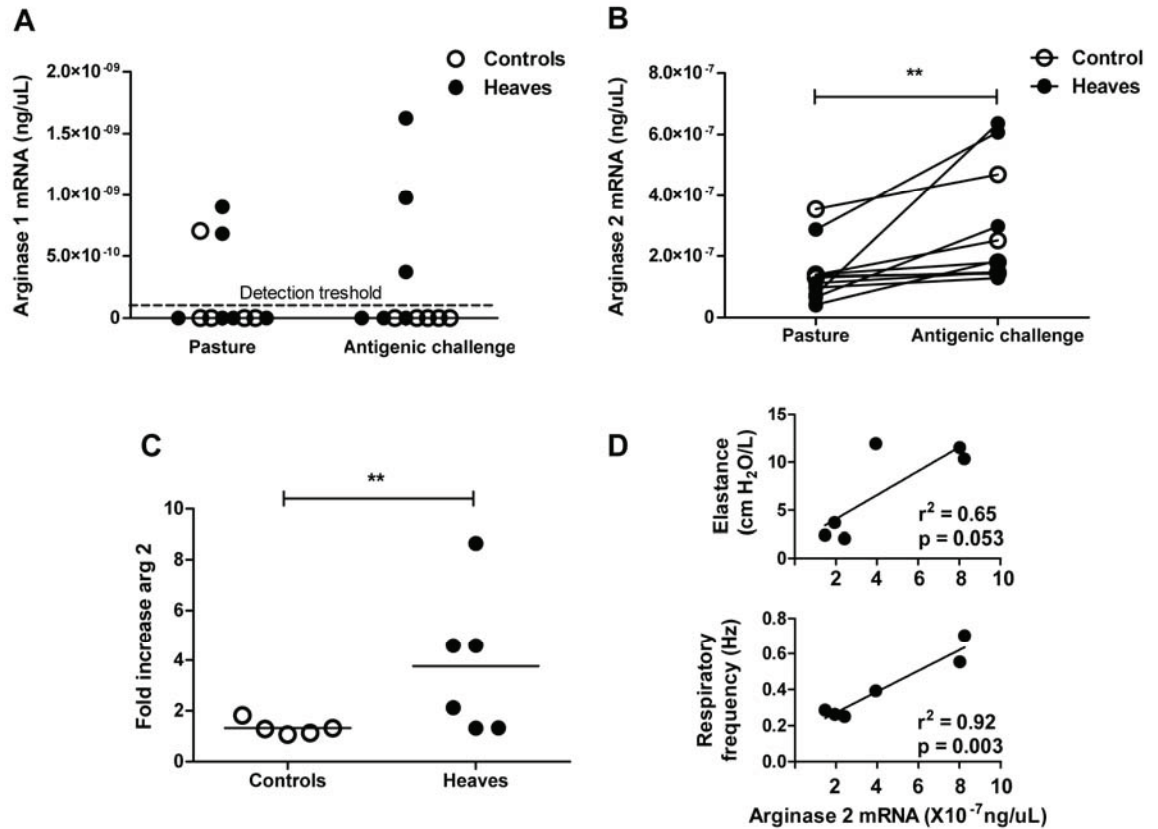 A
Controls
Heaves
Arginase 1 mRNA (ng/uL)
2.0×10⁻⁰⁹
1.5×10⁻⁰⁹
1.0×10⁻⁰⁹
5.0×10⁻¹⁰
0
Detection treshold
Pasture
Antigenic challenge
B
Control
Heaves
Arginase 2 mRNA (ng/uL)
8.0×10⁻⁷
6.0×10⁻⁷
4.0×10⁻⁷
2.0×10⁻⁷
0
**
Pasture
Antigenic challenge
C
Fold increase arg 2
10
8
6
4
2
0
**
Controls
Heaves
D
Elastance
(cm H₂O/L)
15
10
5
0
r² = 0.65
p = 0.053
2 4 6 8 10
Respiratory
frequency (Hz)
0.8
0.6
0.4
0.2
0.0
r² = 0.92
p = 0.003
2 4 6 8 10
Arginase 2 mRNA (X10⁻⁷ng/uL)